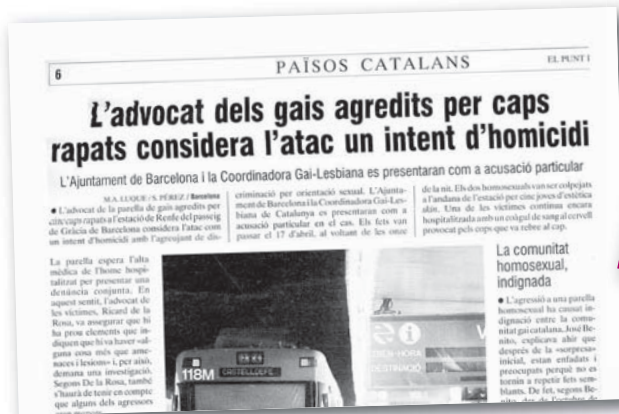 6
PAÏSOS CATALANS
EL PUNT
L'advocat dels gais agredits per caps
rapats considera l'atac un intent d'homicidi
L'Ajuntament de Barcelona i la Coordinadora Gai-Lesbiana es presentaran com a acusació particular
M.A. LUQUE / S. PÉREZ / Barcelona
● L'advocat de la parella de gais agredits per
cinc caps rapats a l'estació de Renfe del passeig
de Gràcia de Barcelona considera l'atac com
un intent d'homicidi amb l'agreujant de dis-
criminació per orientació sexual. L'Ajunta-
ment de Barcelona i la Coordinadora Gai-Les-
biana de Catalunya es presentaran com a
acusació particular en el cas. Els fets van
passar el 17 d'abril, al voltant de les onze
de la nit. Els dos homosexuals van ser colpejats
a l'andana de l'estació per cinc joves d'estètica
skin. Una de les víctimes continua encara
hospitalitzada amb un coàgul de sang al cervell
provocat pels cops que va rebre al cap.
La parella espera l'alta
mèdica de l'home hospi-
talitzat per presentar una
denúncia conjunta. En
aquest sentit, l'advocat de
les víctimes, Ricard de la
Rosa, va assegurar que hi
ha prou elements que in-
diquen que hi va haver «al-
guna cosa més que ame-
naces i lesions» i, per això,
demana una investigació.
Segons De la Rosa, també
s'haurà de tenir en compte
que alguns dels agressors
118M
CASTELLDEFE
HORA
DESTINACIÓ
La comunitat
homosexual,
indignada
● L'agressió a una parella
homosexual ha causat in-
dignació entre la comu-
nitat gai catalana. José Be-
nito, explicava ahir que
després de la «sorpresa»
inicial, estan enfadats i
preocupats perquè no es
tornin a repetir fets sem-
blants. De fet, segons Be-
nito, des de l'octubre de